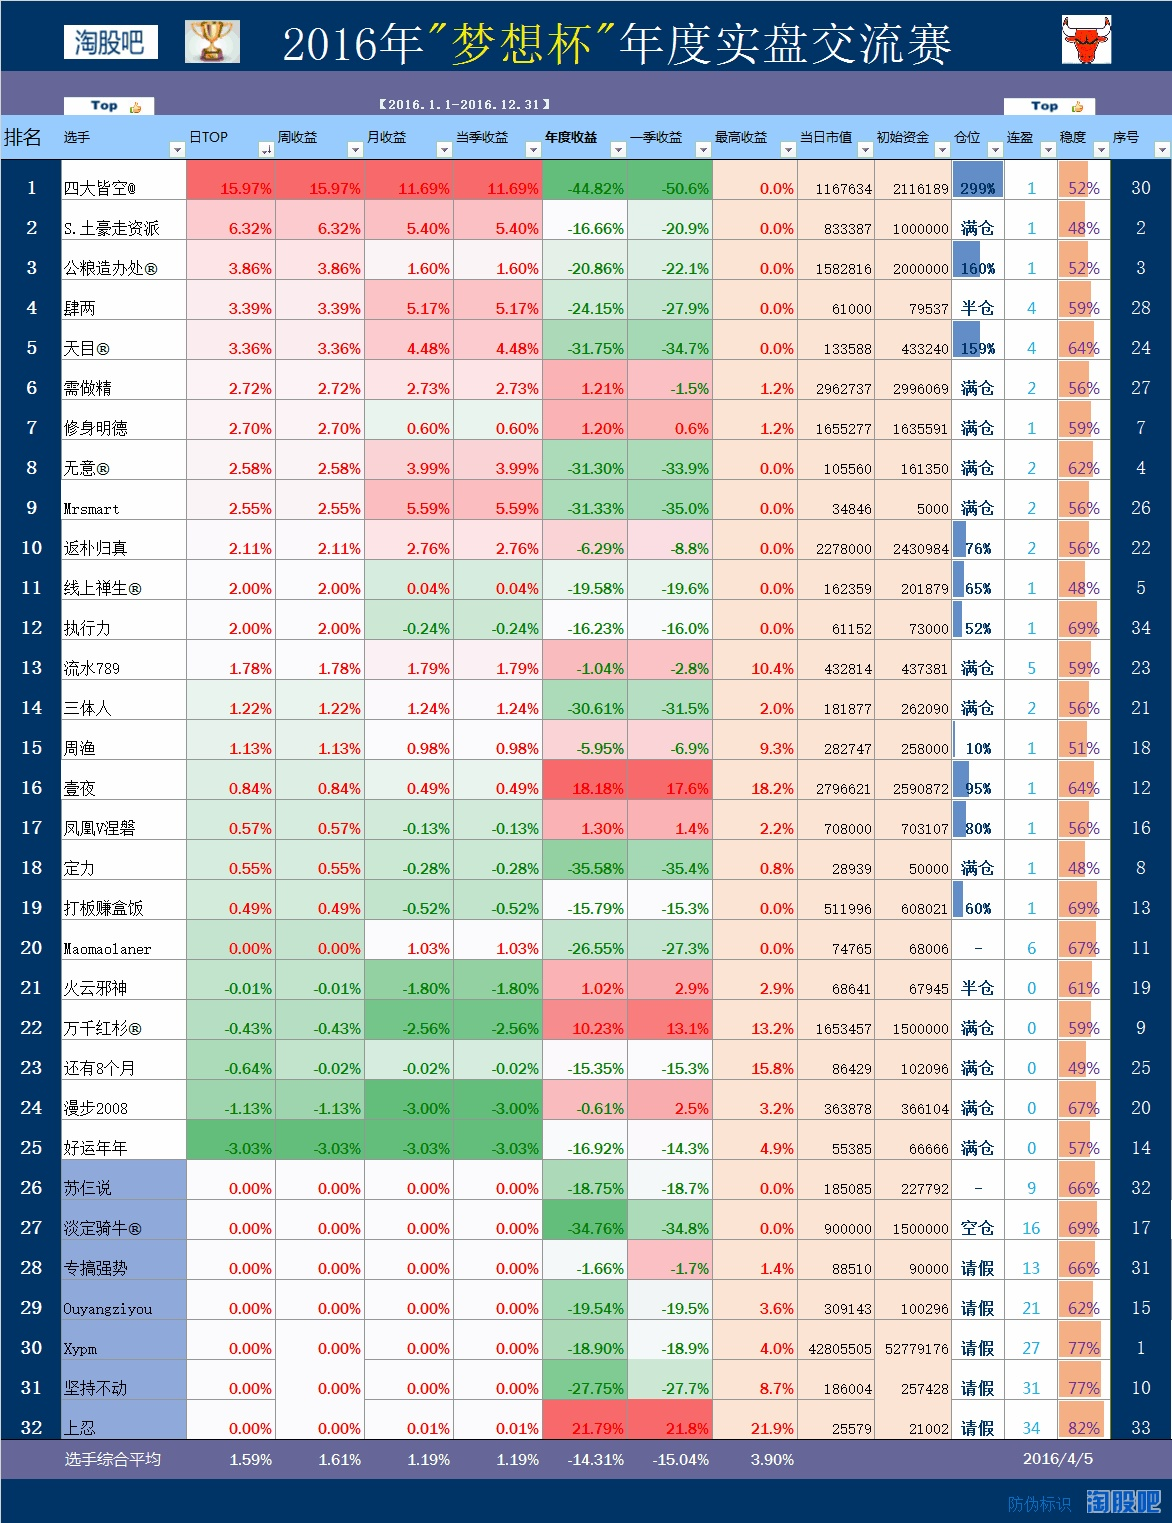 淘股吧
2016年"梦想杯"年度实盘交流赛
Top 【2016.1.1-2016.12.31】 Top
排名 选手 日TOP 周收益 月收益 当季收益 年度收益 一季收益 最高收益 当日市值 初始资金 仓位 连盈 稳度 序号
1 四大皆空@ 15.97% 15.97% 11.69% 11.69% -44.82% -50.6% 0.0% 1167634 2116189 299% 1 52% 30
2 S.土豪走资派 6.32% 6.32% 5.40% 5.40% -16.66% -20.9% 0.0% 833387 1000000 满仓 1 48% 2
3 公粮造办处® 3.86% 3.86% 1.60% 1.60% -20.86% -22.1% 0.0% 1582816 2000000 160% 1 52% 3
4 肆两 3.39% 3.39% 5.17% 5.17% -24.15% -27.9% 0.0% 61000 79537 半仓 4 59% 28
5 天目® 3.36% 3.36% 4.48% 4.48% -31.75% -34.7% 0.0% 133588 433240 159% 4 64% 24
6 需做精 2.72% 2.72% 2.73% 2.73% 1.21% -1.5% 1.2% 2962737 2996069 满仓 2 56% 27
7 修身明德 2.70% 2.70% 0.60% 0.60% 1.20% 0.6% 1.2% 1655277 1635591 满仓 1 59% 7
8 无意® 2.58% 2.58% 3.99% 3.99% -31.30% -33.9% 0.0% 105560 161350 满仓 2 62% 4
9 Mrsmart 2.55% 2.55% 5.59% 5.59% -31.33% -35.0% 0.0% 34846 5000 满仓 2 56% 26
10 返朴归真 2.11% 2.11% 2.76% 2.76% -6.29% -8.8% 0.0% 2278000 2430984 76% 2 56% 22
11 线上禅生® 2.00% 2.00% 0.04% 0.04% -19.58% -19.6% 0.0% 162359 201879 65% 1 48% 5
12 执行力 2.00% 2.00% -0.24% -0.24% -16.23% -16.0% 0.0% 61152 73000 52% 1 69% 34
13 流水789 1.78% 1.78% 1.79% 1.79% -1.04% -2.8% 10.4% 432814 437381 满仓 5 59% 23
14 三体人 1.22% 1.22% 1.24% 1.24% -30.61% -31.5% 2.0% 181877 262090 满仓 2 56% 21
15 周渔 1.13% 1.13% 0.98% 0.98% -5.95% -6.9% 9.3% 282747 258000 10% 1 51% 18
16 壹夜 0.84% 0.84% 0.49% 0.49% 18.18% 17.6% 18.2% 2796621 2590872 95% 1 64% 12
17 凤凰V涅磐 0.57% 0.57% -0.13% -0.13% 1.30% 1.4% 2.2% 708000 703107 80% 1 56% 16
18 定力 0.55% 0.55% -0.28% -0.28% -35.58% -35.4% 0.8% 28939 50000 满仓 1 48% 8
19 打板赚盒饭 0.49% 0.49% -0.52% -0.52% -15.79% -15.3% 0.0% 511996 608021 60% 1 69% 13
20 Maomaolaner 0.00% 0.00% 1.03% 1.03% -26.55% -27.3% 0.0% 74765 68006 - 6 67% 11
21 火云邪神 -0.01% -0.01% -1.80% -1.80% 1.02% 2.9% 2.9% 68641 67945 半仓 0 61% 19
22 万千红杉® -0.43% -0.43% -2.56% -2.56% 10.23% 13.1% 13.2% 1653457 1500000 满仓 0 59% 9
23 还有8个月 -0.64% -0.02% -0.02% -0.02% -15.35% -15.3% 15.8% 86429 102096 满仓 0 49% 25
24 漫步2008 -1.13% -1.13% -3.00% -3.00% -0.61% 2.5% 3.2% 363878 366104 满仓 0 67% 20
25 好运年年 -3.03% -3.03% -3.03% -3.03% -16.92% -14.3% 4.9% 55385 66666 满仓 0 57% 14
26 苏仨说 0.00% 0.00% 0.00% 0.00% -18.75% -18.7% 0.0% 185085 227792 - 9 66% 32
27 淡定骑牛® 0.00% 0.00% 0.00% 0.00% -34.76% -34.8% 0.0% 900000 1500000 空仓 16 69% 17
28 专搞强势 0.00% 0.00% 0.00% 0.00% -1.66% -1.7% 1.4% 88510 90000 请假 13 66% 31
29 Ouyangziyou 0.00% 0.00% 0.00% 0.00% -19.54% -19.5% 3.6% 309143 100296 请假 21 62% 15
30 Xypm 0.00% 0.00% 0.00% 0.00% -18.90% -18.9% 4.0% 42805505 52779176 请假 27 77% 1
31 坚持不动 0.00% 0.00% 0.00% 0.00% -27.75% -27.7% 8.7% 186004 257428 请假 31 77% 10
32 上忍 0.00% 0.00% 0.01% 0.01% 21.79% 21.8% 21.9% 25579 21002 请假 34 82% 33
选手综合平均 1.59% 1.61% 1.19% 1.19% -14.31% -15.04% 3.90% 2016/4/5
防伪标识 淘股吧